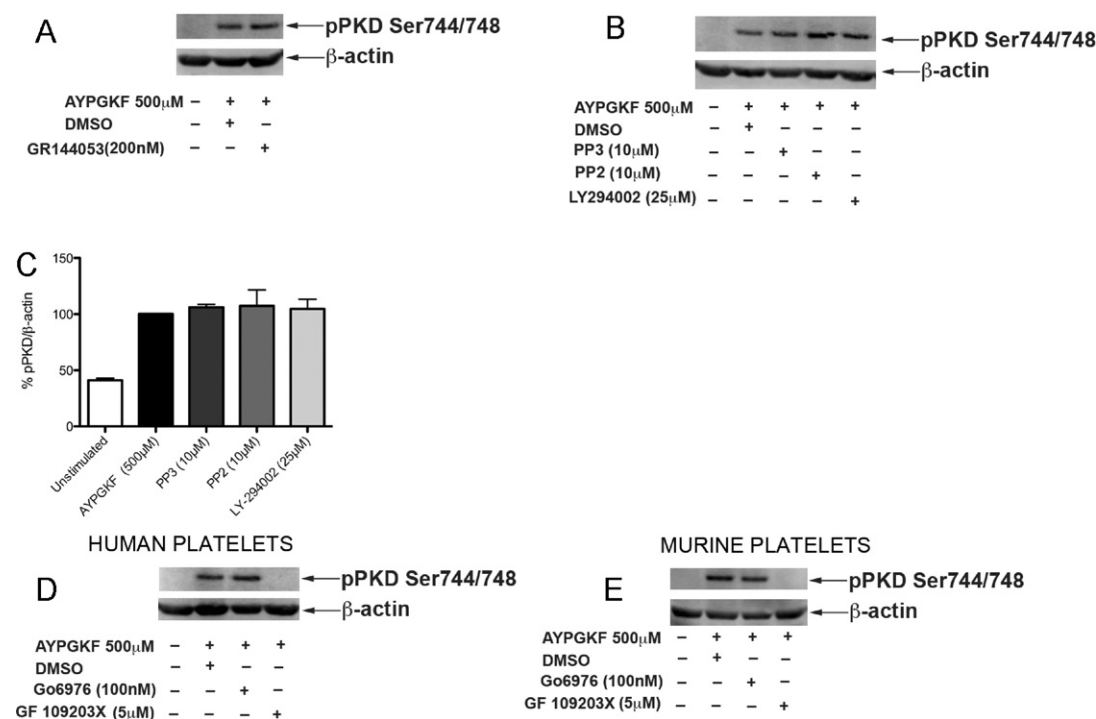 A
pPKD Ser744/748
β-actin
AYPGKF 500µM – + +
DMSO – + –
GR144053(200nM) – – +
B
pPKD Ser744/748
β-actin
AYPGKF 500µM – + + + +
DMSO – + – – –
PP3 (10µM) – – + – –
PP2 (10µM) – – – + –
LY294002 (25µM) – – – – +
C
% pPKD/β-actin
150
100
50
0
Unstimulated
AYPGKF (500µM)
PP3 (10µM)
PP2 (10µM)
LY-294002 (25µM)
HUMAN PLATELETS
D
pPKD Ser744/748
β-actin
AYPGKF 500µM – + + +
DMSO – + – –
Go6976 (100nM) – – + –
GF 109203X (5µM) – – – +
MURINE PLATELETS
E
pPKD Ser744/748
β-actin
AYPGKF 500µM – + + +
DMSO – + – –
Go6976 (100nM) – – + –
GF 109203X (5µM) – – – +